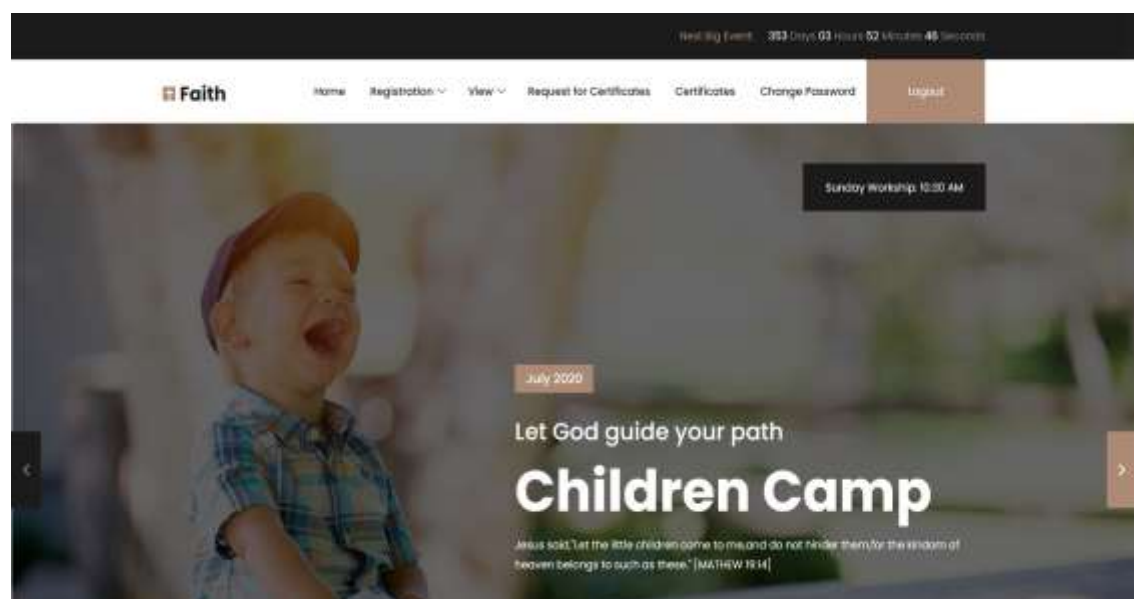 Next Big Event: 353 Days 03 Hours 52 Minutes 46 Seconds
Faith
Home Registration View Request for Certificates Certificates Change Password Logout
Sunday Workship: 10:30 AM
July 2020
Let God guide your path
Children Camp
Jesus said,"Let the little children come to me,and do not hinder them,for the kindom of
heaven belongs to such as these." [MATHEW 19:14]